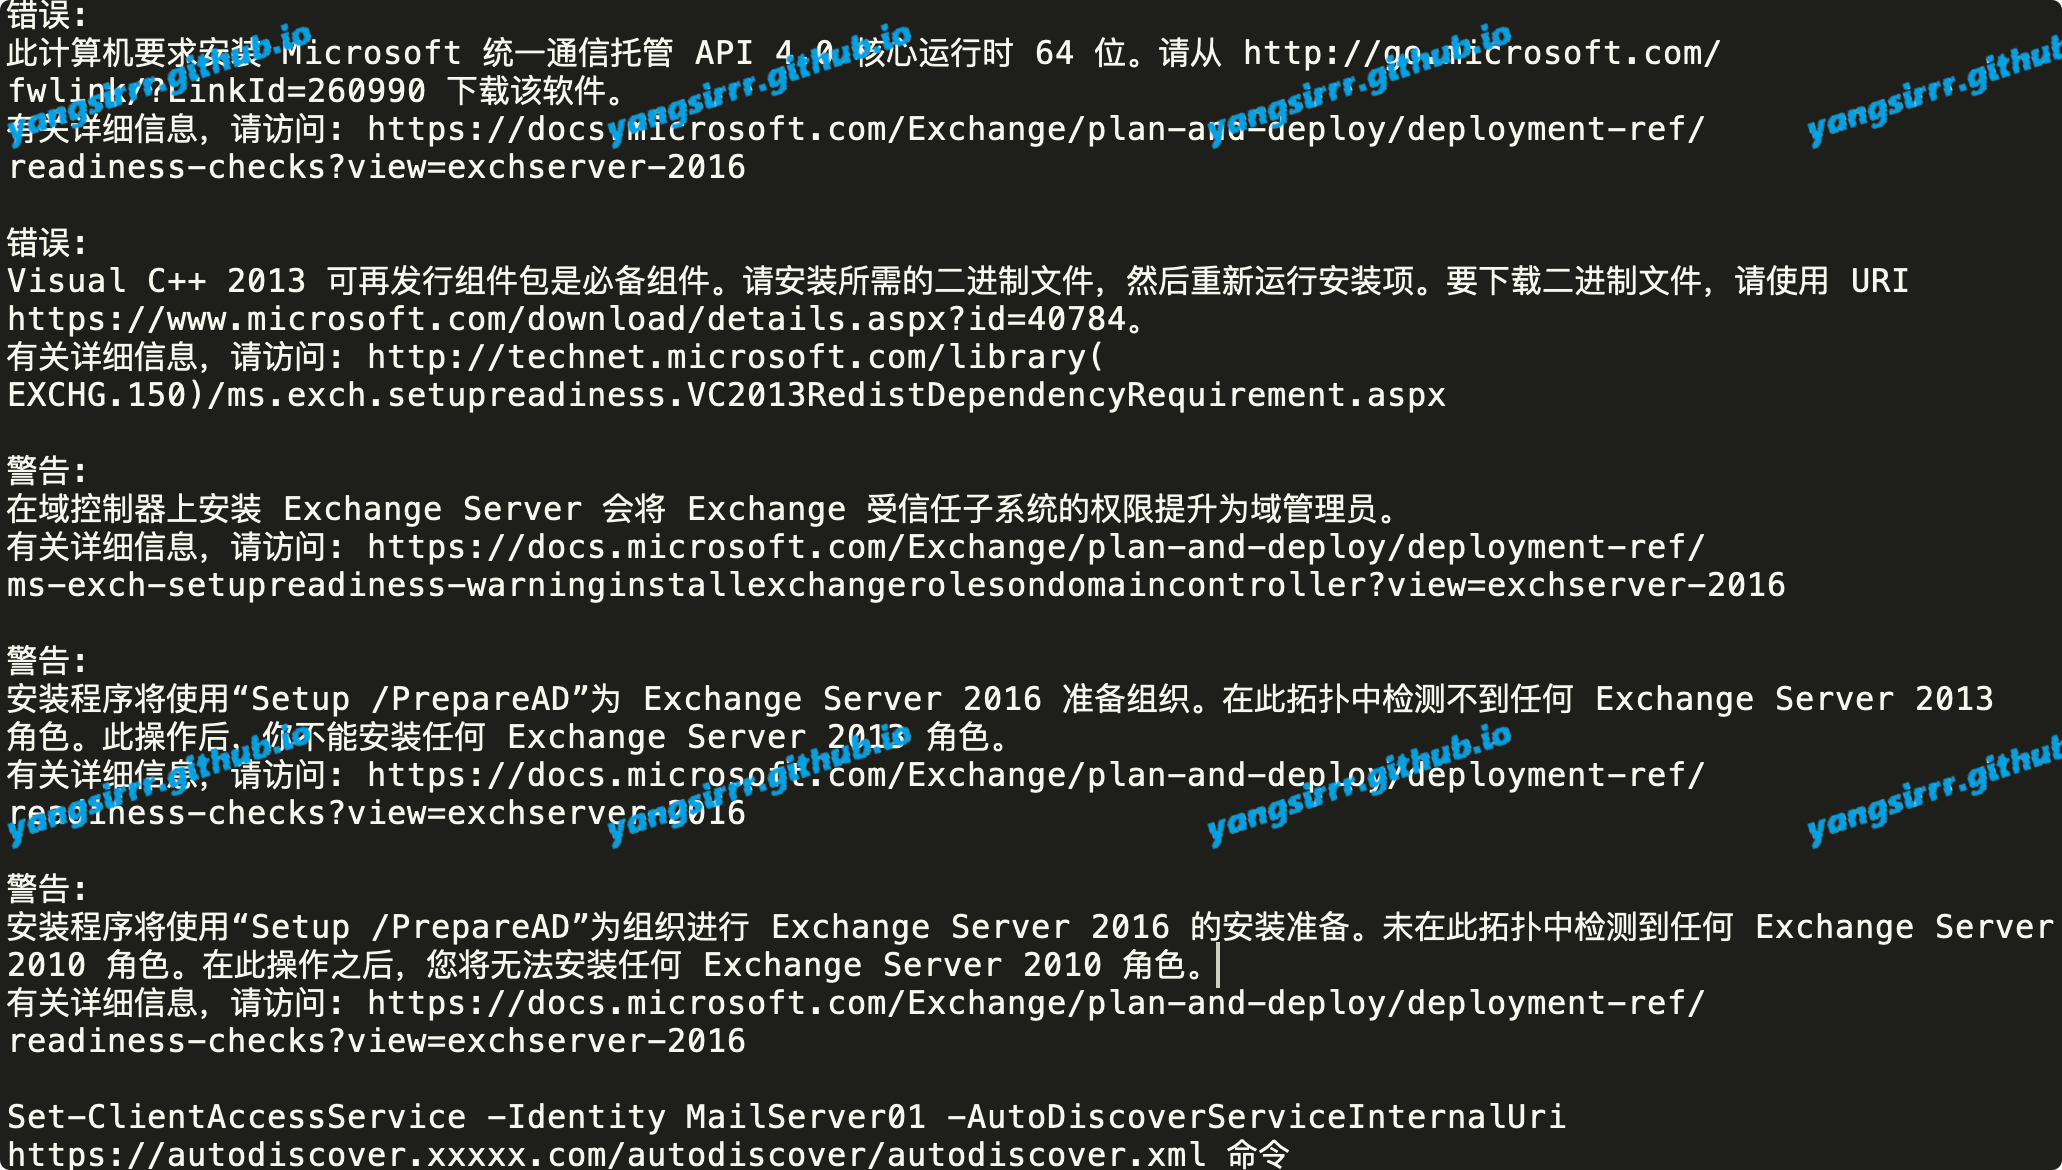 错误:
此计算机要求安装 Microsoft 统一通信托管 API 4.0 核心运行时 64 位。请从 http://go.microsoft.com/
fwlink/?LinkId=260990 下载该软件。
有关详细信息，请访问: https://docs.microsoft.com/Exchange/plan-and-deploy/deployment-ref/
readiness-checks?view=exchserver-2016
yangsirrr.github.io yangsirrr.github.io yangsirrr.github.io yangsirrr.github
错误:
Visual C++ 2013 可再发行组件包是必备组件。请安装所需的二进制文件，然后重新运行安装项。要下载二进制文件，请使用 URI
https://www.microsoft.com/download/details.aspx?id=40784。
有关详细信息，请访问: http://technet.microsoft.com/library(
EXCHG.150)/ms.exch.setupreadiness.VC2013RedistDependencyRequirement.aspx
警告:
在域控制器上安装 Exchange Server 会将 Exchange 受信任子系统的权限提升为域管理员。
有关详细信息，请访问: https://docs.microsoft.com/Exchange/plan-and-deploy/deployment-ref/
ms-exch-setupreadiness-warninginstallexchangerolesondomaincontroller?view=exchserver-2016
警告:
安装程序将使用“Setup /PrepareAD”为 Exchange Server 2016 准备组织。在此拓扑中检测不到任何 Exchange Server 2013
角色。此操作后，你不能安装任何 Exchange Server 2013 角色。
有关详细信息，请访问: https://docs.microsoft.com/Exchange/plan-and-deploy/deployment-ref/
readiness-checks?view=exchserver-2016
yangsirrr.github.io yangsirrr.github.io yangsirrr.github.io yangsirrr.github
警告:
安装程序将使用“Setup /PrepareAD”为组织进行 Exchange Server 2016 的安装准备。未在此拓扑中检测到任何 Exchange Server
2010 角色。在此操作之后，您将无法安装任何 Exchange Server 2010 角色。
有关详细信息，请访问: https://docs.microsoft.com/Exchange/plan-and-deploy/deployment-ref/
readiness-checks?view=exchserver-2016
Set-ClientAccessService -Identity MailServer01 -AutoDiscoverServiceInternalUri
https://autodiscover.xxxxx.com/autodiscover/autodiscover.xml 命令